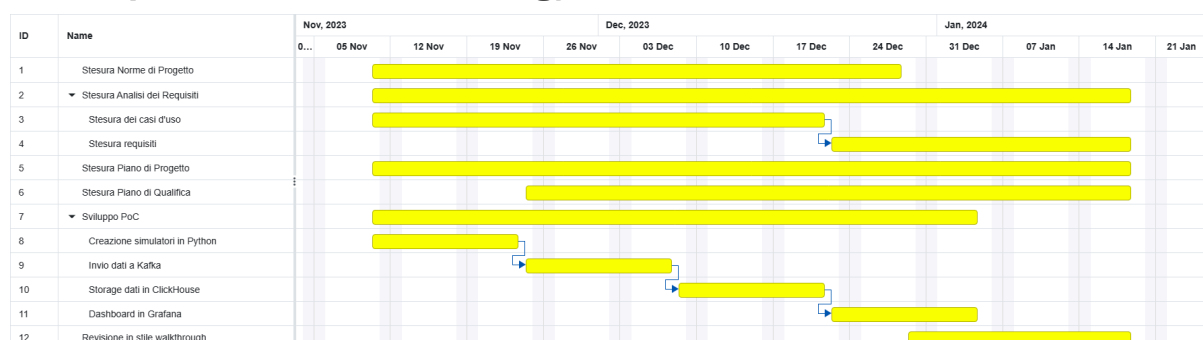 ID Name Nov, 2023 Dec, 2023 Jan, 2024
0... 05 Nov 12 Nov 19 Nov 26 Nov 03 Dec 10 Dec 17 Dec 24 Dec 31 Dec 07 Jan 14 Jan 21 Jan
1 Stesura Norme di Progetto
2 Stesura Analisi dei Requisiti
3 Stesura dei casi d'uso
4 Stesura requisiti
5 Stesura Piano di Progetto
6 Stesura Piano di Qualifica
7 Sviluppo PoC
8 Creazione simulatori in Python
9 Invio dati a Kafka
10 Storage dati in ClickHouse
11 Dashboard in Grafana
12 Revisione in stile walkthrough